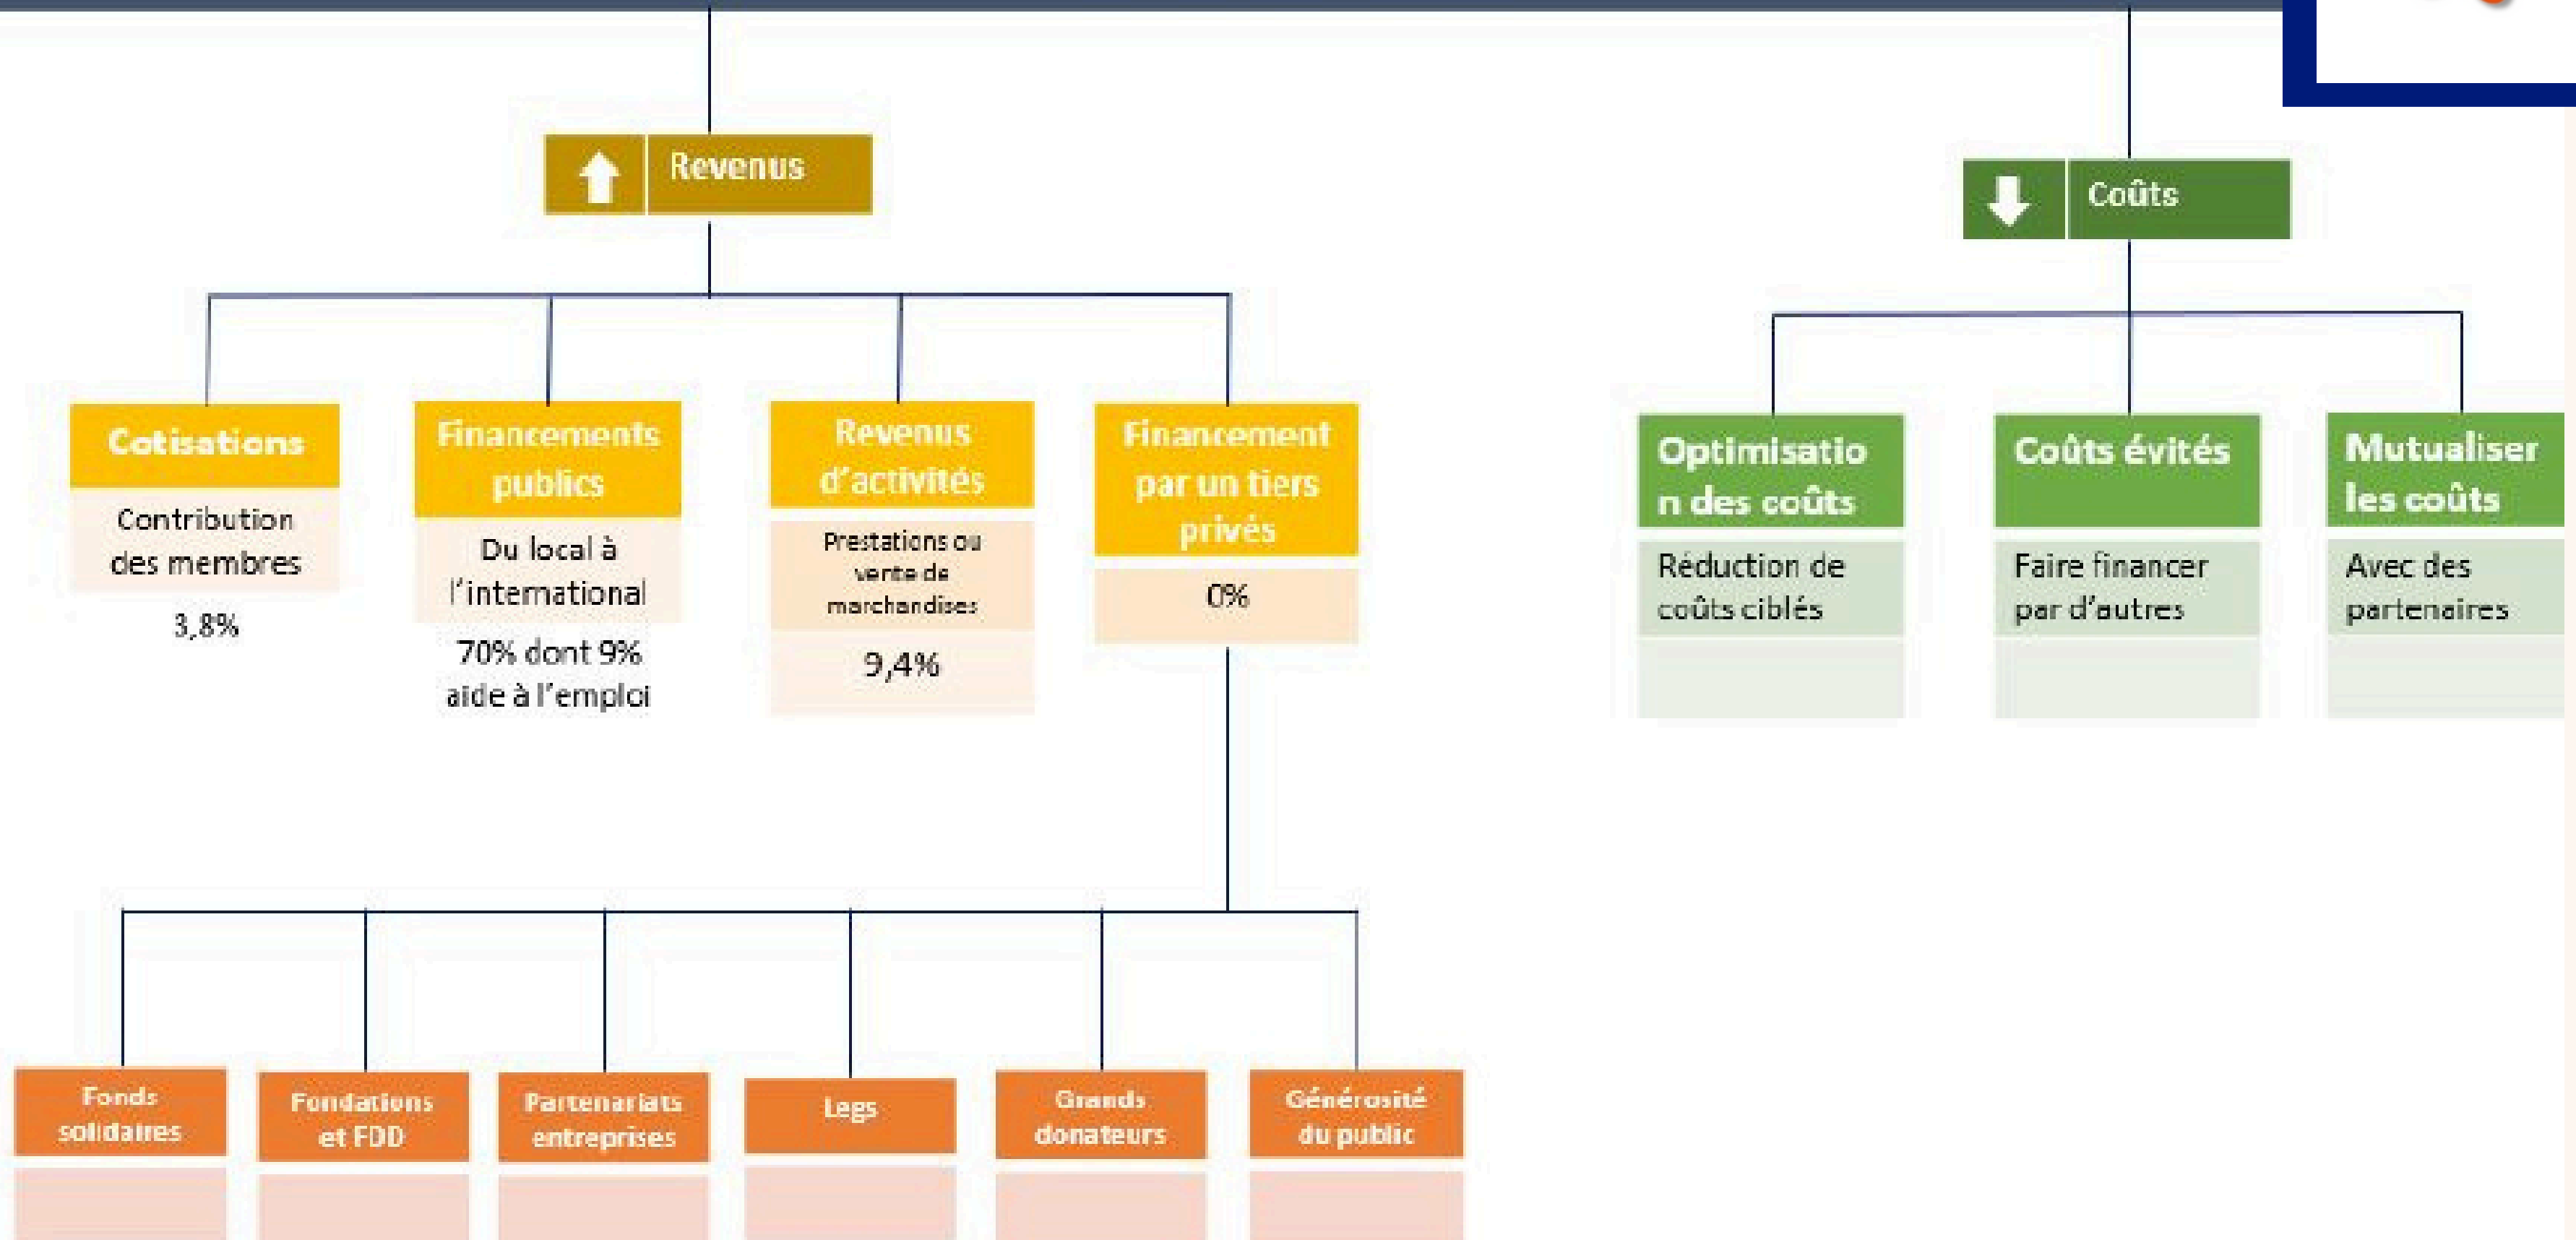 Revenus
Coûts
Cotisations
Contribution
des membres
3,8%
Financements
publics
Du local à
l'international
70% dont 9%
aide à l'emploi
Revenus
d'activités
Prestations ou
vente de
marchandises
9,4%
Financement
par un tiers
privés
0%
Optimisatio
n des coûts
Réduction de
coûts ciblés
Coûts évités
Faire financer
par d'autres
Mutualiser
les coûts
Avec des
partenaires
Fonds
solidaires
Fondations
et FDD
Partenariats
entreprises
Legs
Grands
donateurs
Générosité
du public